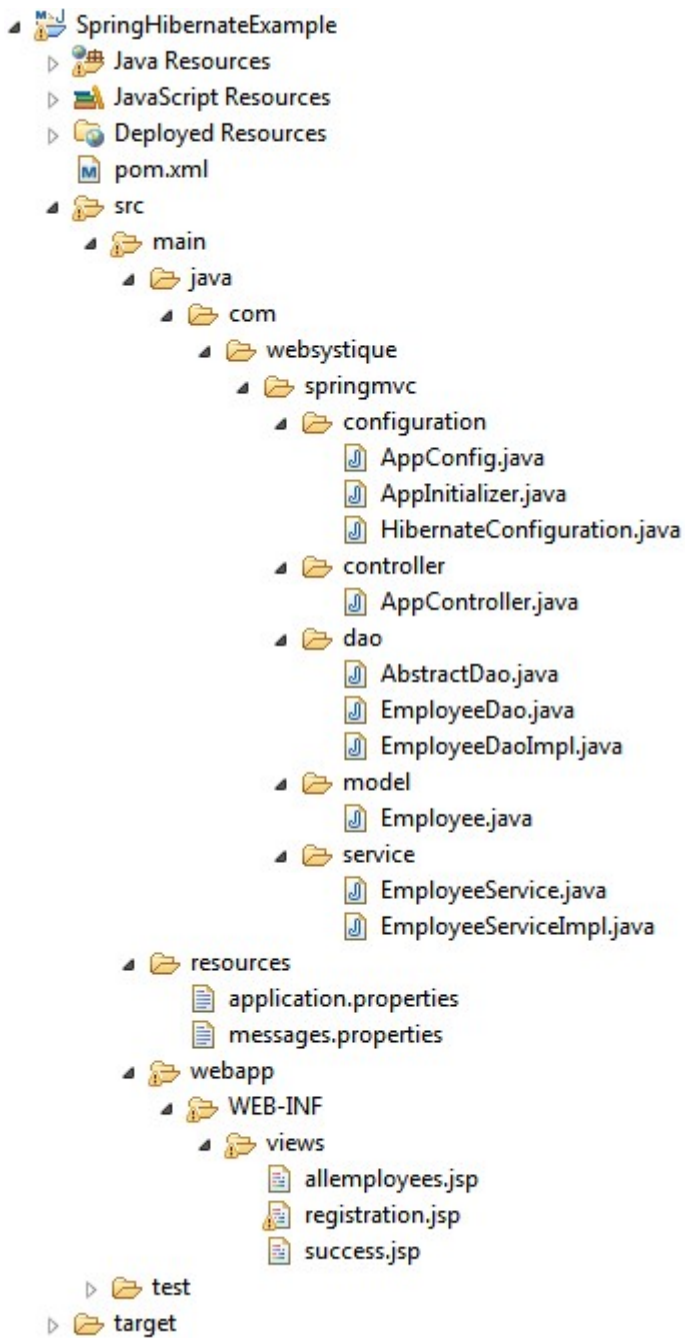 SpringHibernateExample
Java Resources
JavaScript Resources
Deployed Resources
pom.xml
src
main
java
com
websystique
springmvc
configuration
AppConfig.java
AppInitializer.java
HibernateConfiguration.java
controller
AppController.java
dao
AbstractDao.java
EmployeeDao.java
EmployeeDaoImpl.java
model
Employee.java
service
EmployeeService.java
EmployeeServiceImpl.java
resources
application.properties
messages.properties
webapp
WEB-INF
views
allemployees.jsp
registration.jsp
success.jsp
test
target